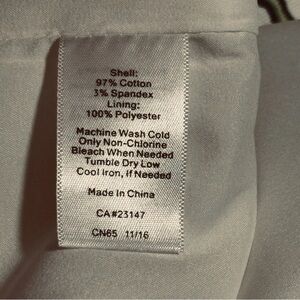 Shell:
97% Cotton
3% Spandex
Lining:
100% Polyester
Machine Wash Cold
Only Non-Chlorine
Bleach When Needed
Tumble Dry Low
Cool Iron, if Needed
Made In China
CA#23147
CN65 11/16